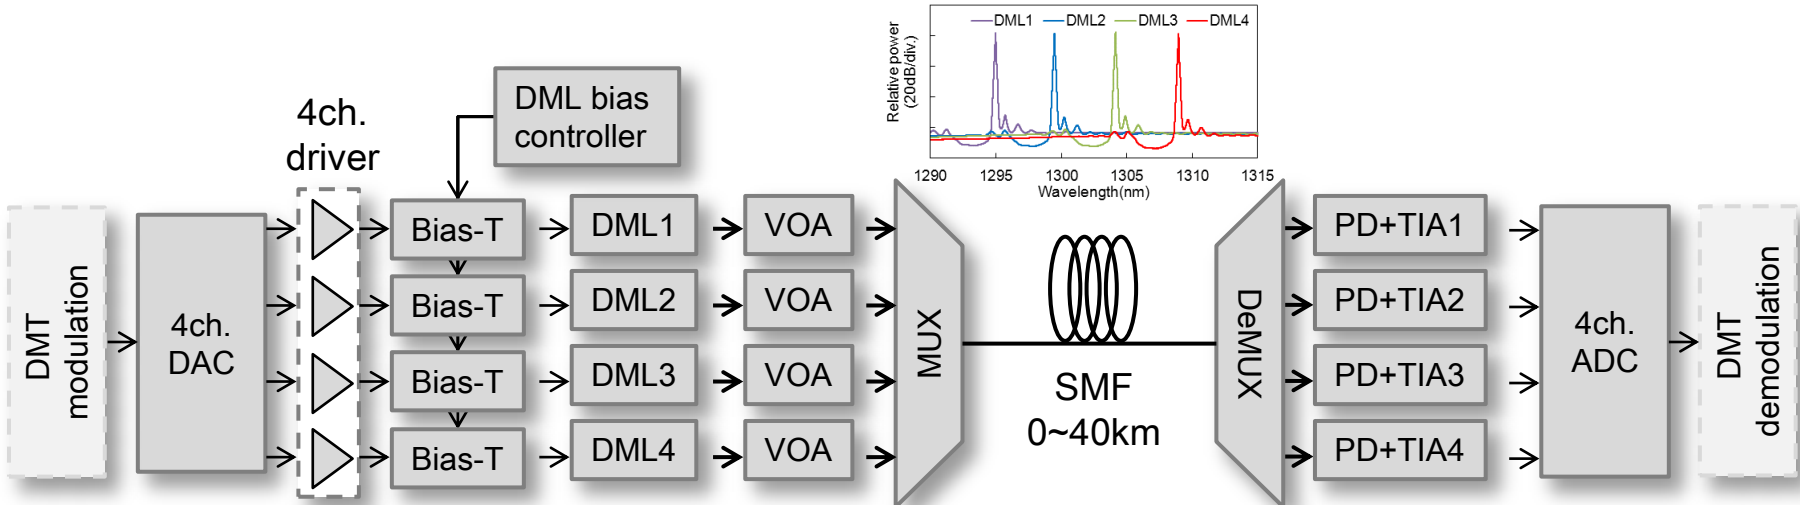 DMT
modulation
4ch.
DAC
4ch.
driver
DML bias
controller
Bias-T
Bias-T
Bias-T
Bias-T
DML1
DML2
DML3
DML4
VOA
VOA
VOA
VOA
MUX
Relative power
(20dB/div.)
DML1 DML2 DML3 DML4
1290 1295 1300 1305 1310 1315
Wavelength(nm)
SMF
0~40km
DeMUX
PD+TIA1
PD+TIA2
PD+TIA3
PD+TIA4
4ch.
ADC
DMT
demodulation